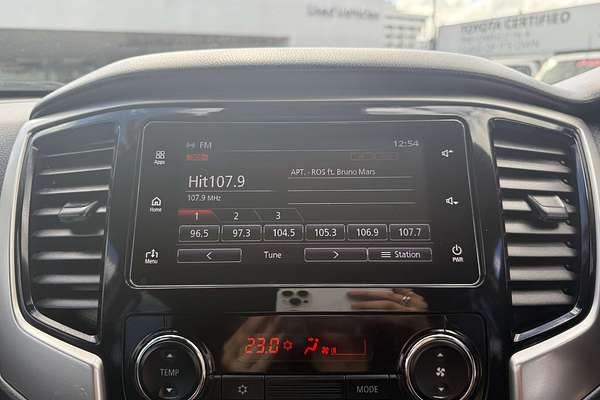 Used Vehicles
TOYOTA CERTIFIED
FM
12:54
Apps
Hit107.9
APT. - ROS ft. Bruno Mars
107.9 MHz
Home
1 2 3
96.5 97.3 104.5 105.3 106.9 107.7
Menu
< Tune > Station
PWR
23.0
TEMP
MODE